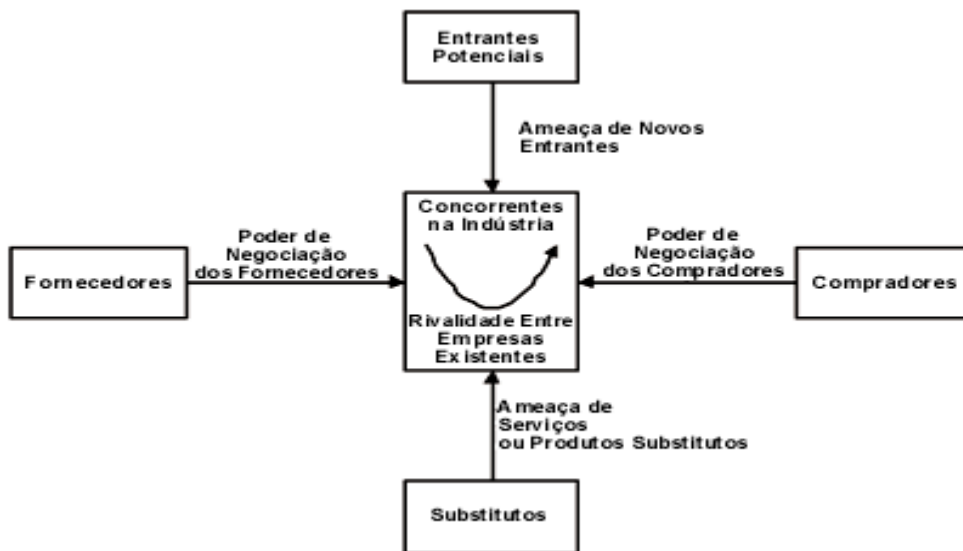 Entrantes
Potenciais
Ameaça de Novos
Entrantes
Concorrentes
na Indústria
Poder de
Negociação
dos Fornecedores
Fornecedores
Poder de
Negociação
dos Compradores
Compradores
Rivalidade Entre
Empresas
Existentes
Ameaça de
Serviços
ou Produtos Substitutos
Substitutos